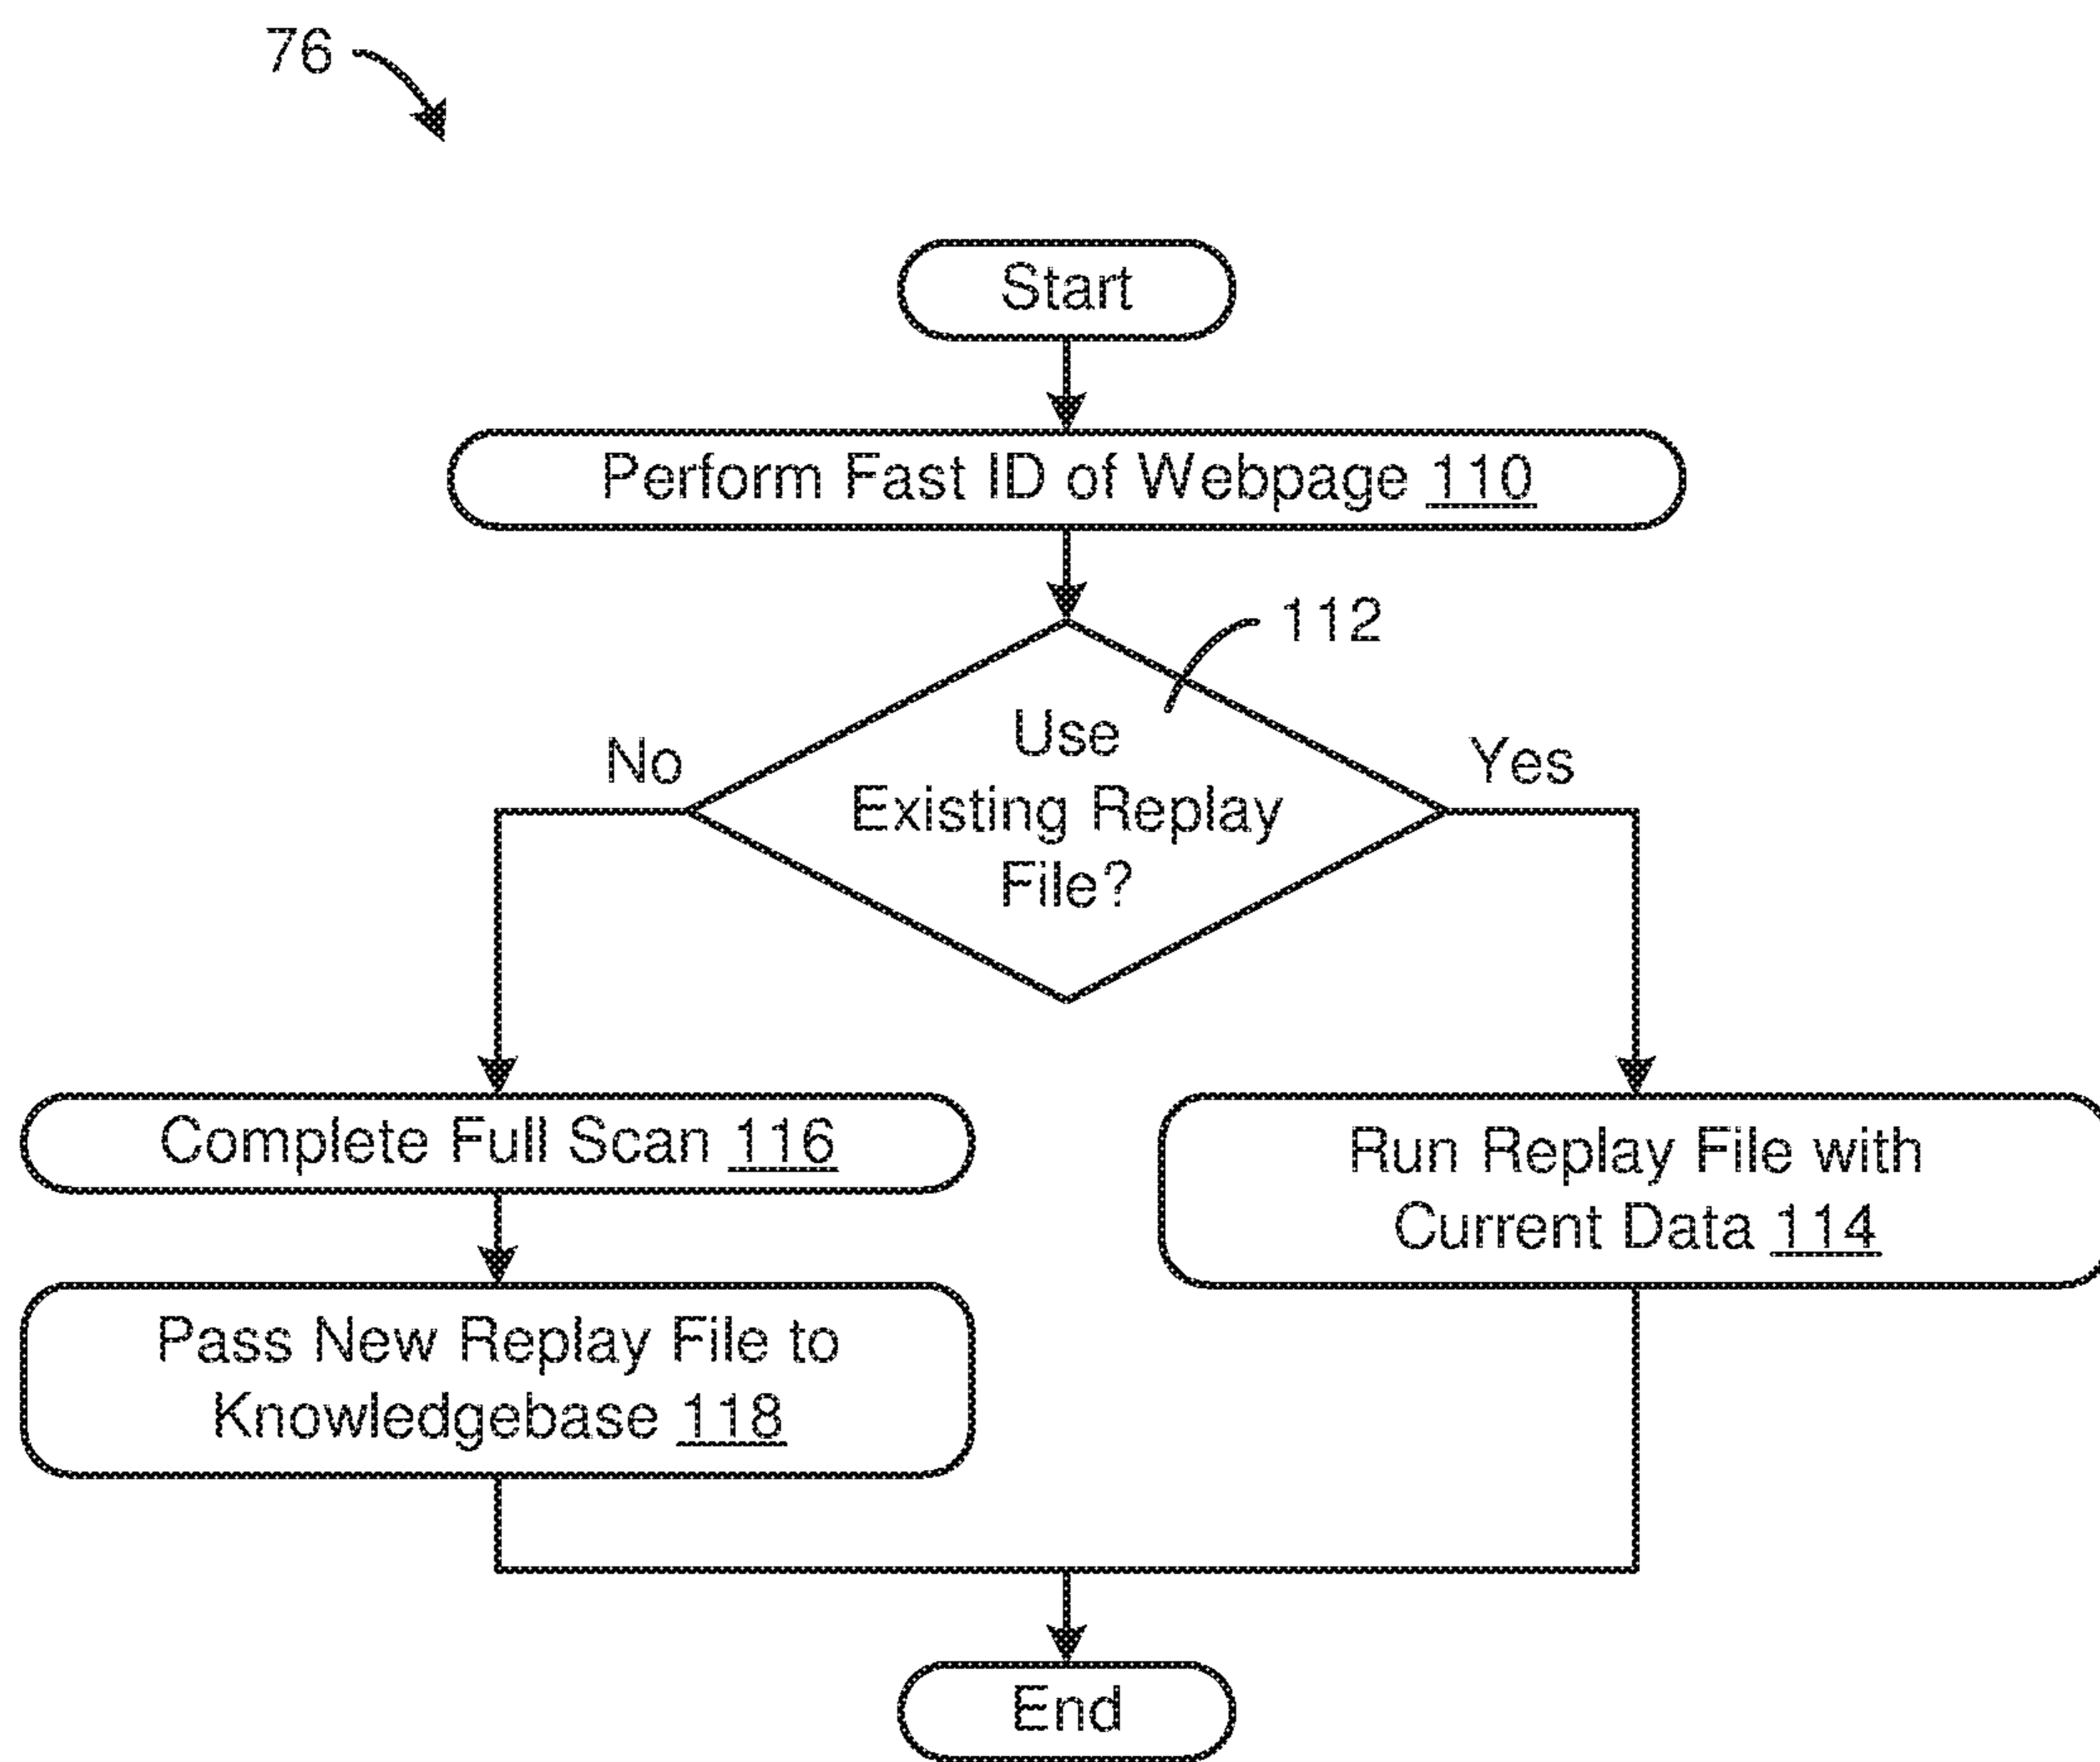 76
Start
Perform Fast ID of Webpage 110
112
Use
Existing Replay
File?
No
Yes
Complete Full Scan 116
Run Replay File with
Current Data 114
Pass New Replay File to
Knowledgebase 118
End